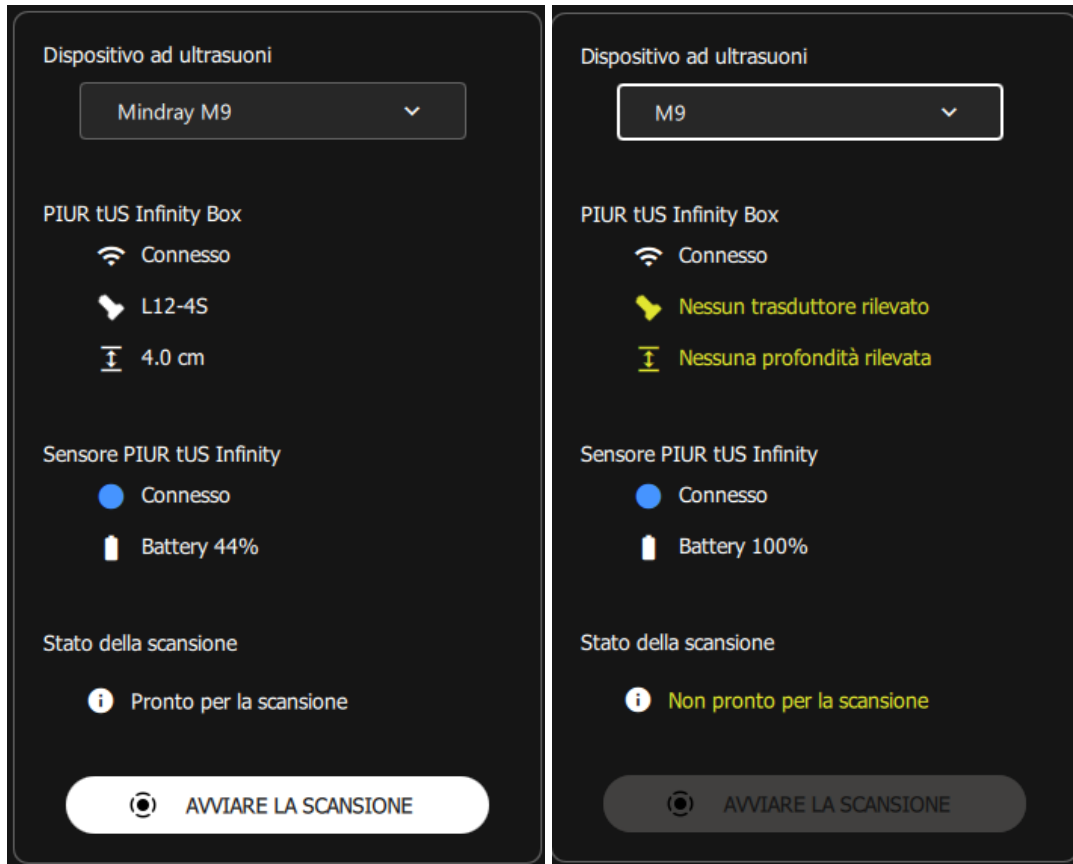 Dispositivo ad ultrasuoni
Mindray M9
PIUR tUS Infinity Box
Connesso
L12-4S
4.0 cm
Sensore PIUR tUS Infinity
Connesso
Battery 44%
Stato della scansione
Pronto per la scansione
AVVIARE LA SCANSIONE
Dispositivo ad ultrasuoni
M9
PIUR tUS Infinity Box
Connesso
Nessun trasduttore rilevato
Nessuna profondità rilevata
Sensore PIUR tUS Infinity
Connesso
Battery 100%
Stato della scansione
Non pronto per la scansione
AVVIARE LA SCANSIONE